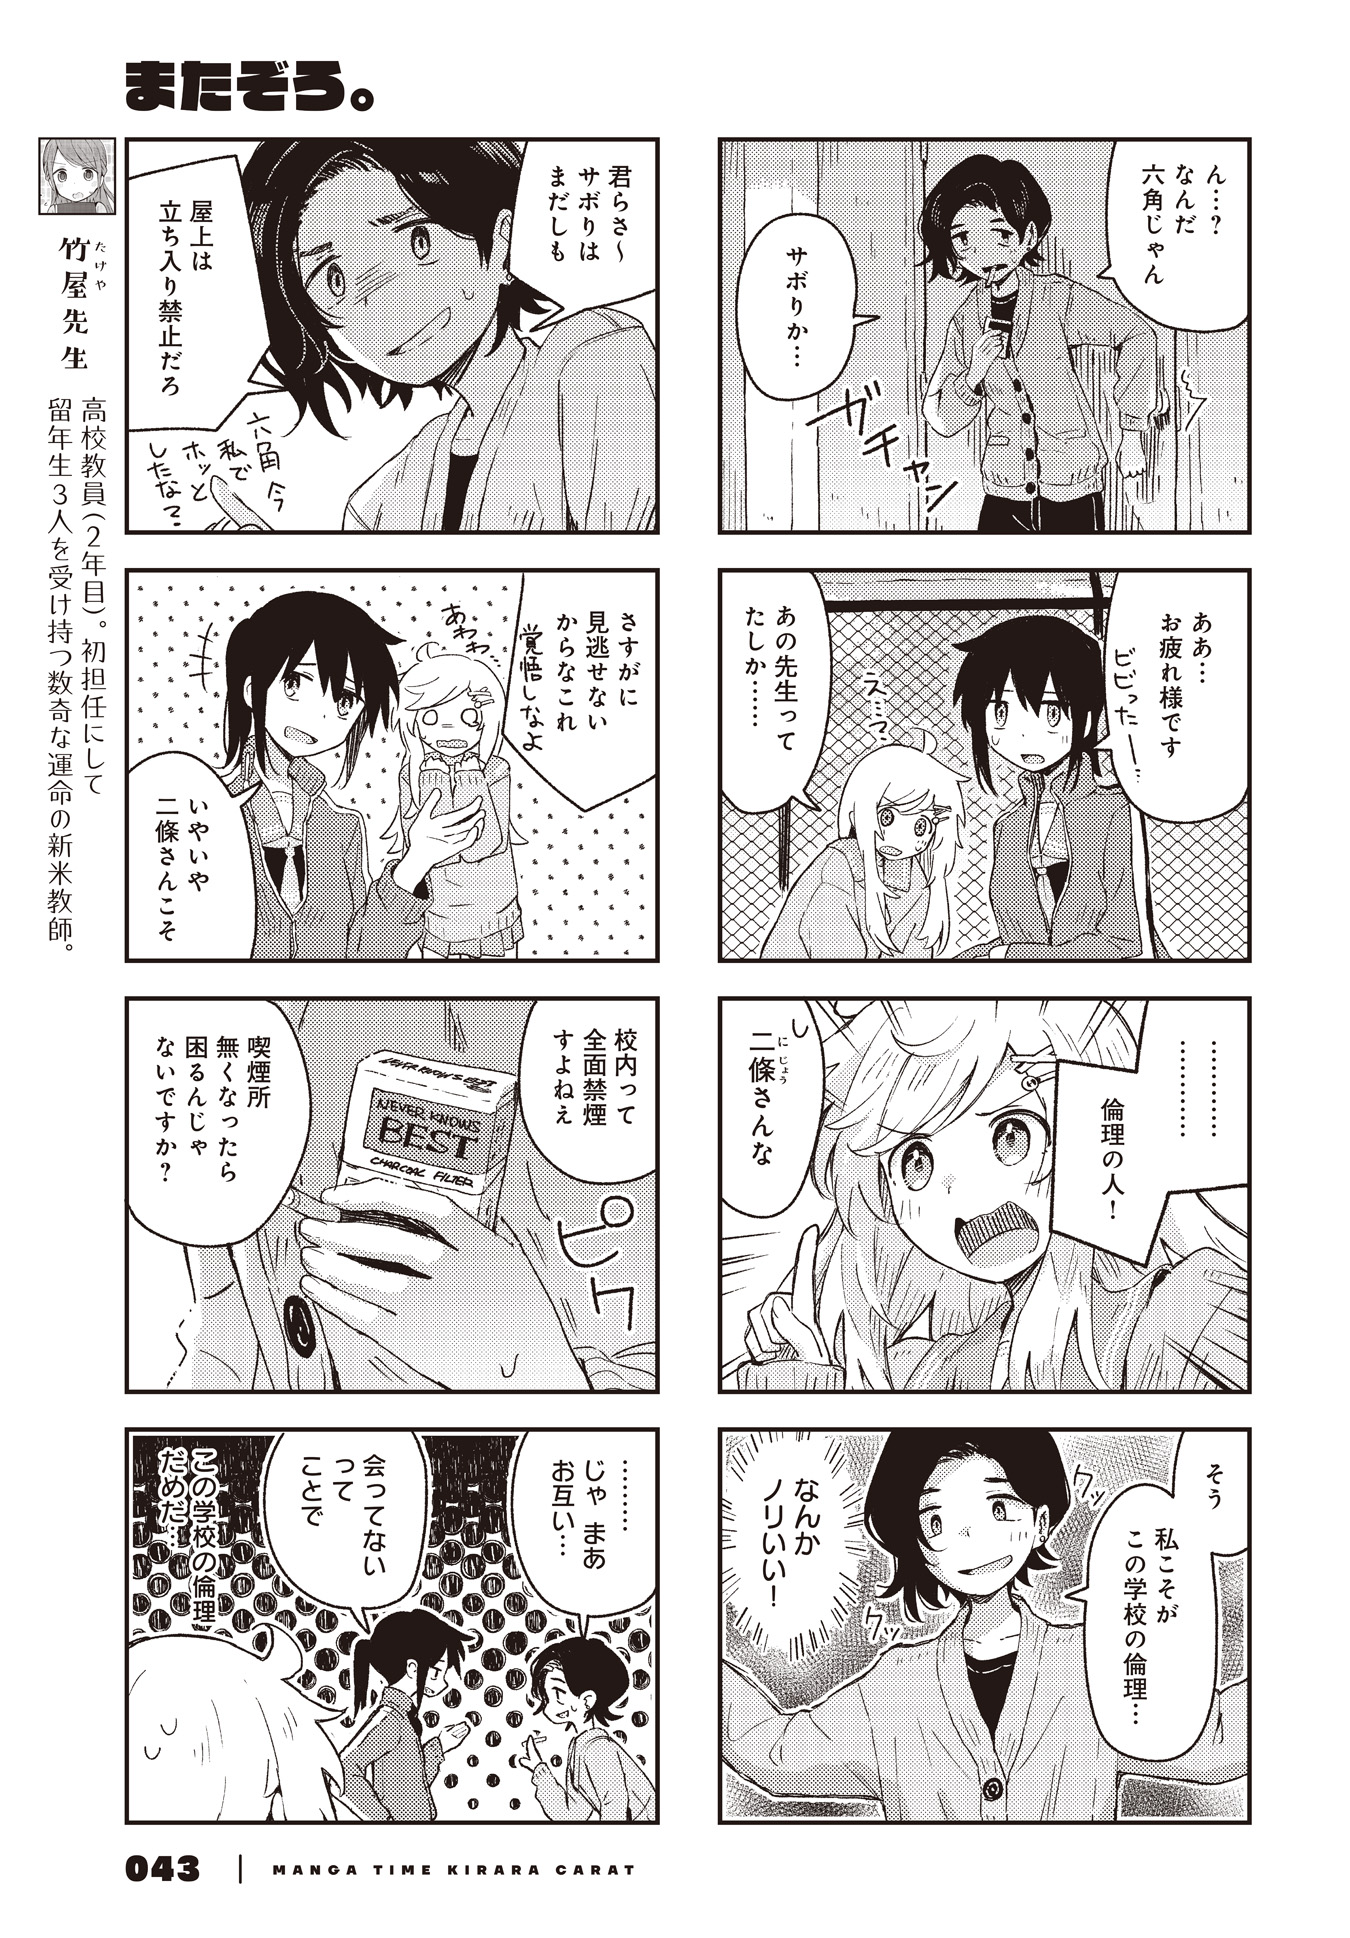 またぞろ。
ん…？
なんだ
六角じゃん
サボりか…
ガチャン
ああ…
お疲れ様です
ビビったー…
え…？
あの先生って
たしか……
…………
…………
倫理の人！
し
二條さんな
にじょう
そう
私こそが
この学校の倫理…
クッ
クッ
なんか
ノリいい！
君らさ〜
サボりは
まだしも
屋上は
立ち入り禁止だろ
六角 今
私で
ホッと
したな？
さすがに
見逃せない
からなこれ
覚悟しなよ
あわわ…
いやいや
二條さんこそ
校内って
全面禁煙
すよねぇ
NEVER KNOWS BEST
NEVER KNOWS
BEST
CHARCOAL FILTER
ピク
喫煙所
無くなったら
困るんじゃ
ないですか？
………
じゃ まあ
お互い…
会ってない
って
ことで
この学校の倫理
だめだ…
竹屋先生
たけや
高校教員（２年目）。初担任にして
留年生３人を受け持つ数奇な運命の新米教師。
043
MANGA TIME KIRARA CARAT